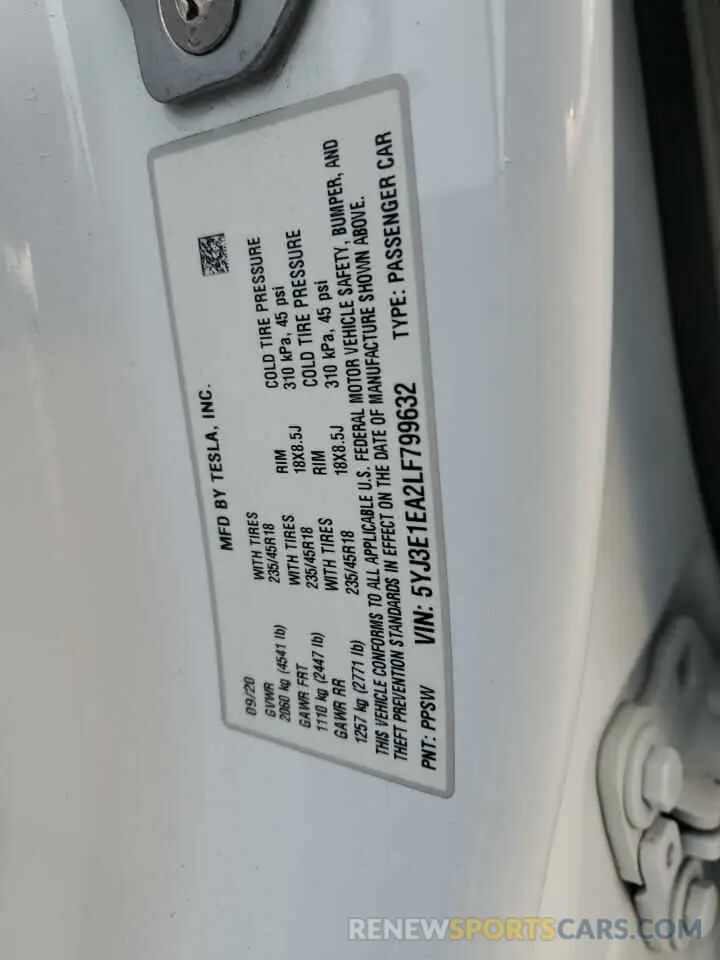 MFD BY TESLA, INC.
09/20
GVWR WITH TIRES RIM COLD TIRE PRESSURE
2060 kg (4541 lb) 235/45R18 18X8.5J 310 kPa, 45 psi
GAWR FRT WITH TIRES RIM COLD TIRE PRESSURE
1110 kg (2447 lb) 235/45R18 18X8.5J 310 kPa, 45 psi
GAWR RR WITH TIRES
1257 kg (2771 lb) 235/45R18
THIS VEHICLE CONFORMS TO ALL APPLICABLE U.S. FEDERAL MOTOR VEHICLE SAFETY, BUMPER, AND
THEFT PREVENTION STANDARDS IN EFFECT ON THE DATE OF MANUFACTURE SHOWN ABOVE.
PNT: PPSW VIN: 5YJ3E1EA2LF799632 TYPE: PASSENGER CAR
RENEWSPORTSCARS.COM